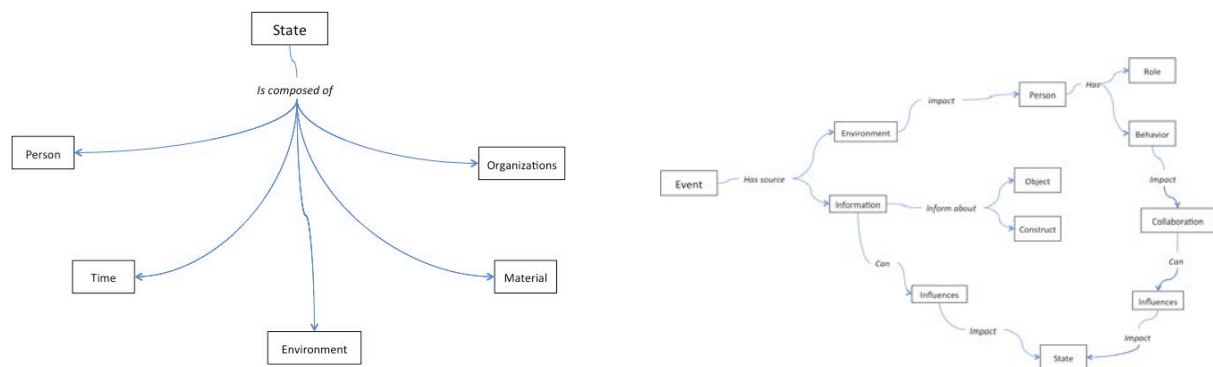 State
Is composed of
Person
Organizations
Time
Material
Environment
Role
Has
Person
impact
Environment
Behavior
Event
Has source
Object
Impact
Information
Inform about
Collaboration
Construct
Can
Can
Influences
Influences
Impact
Impact
State